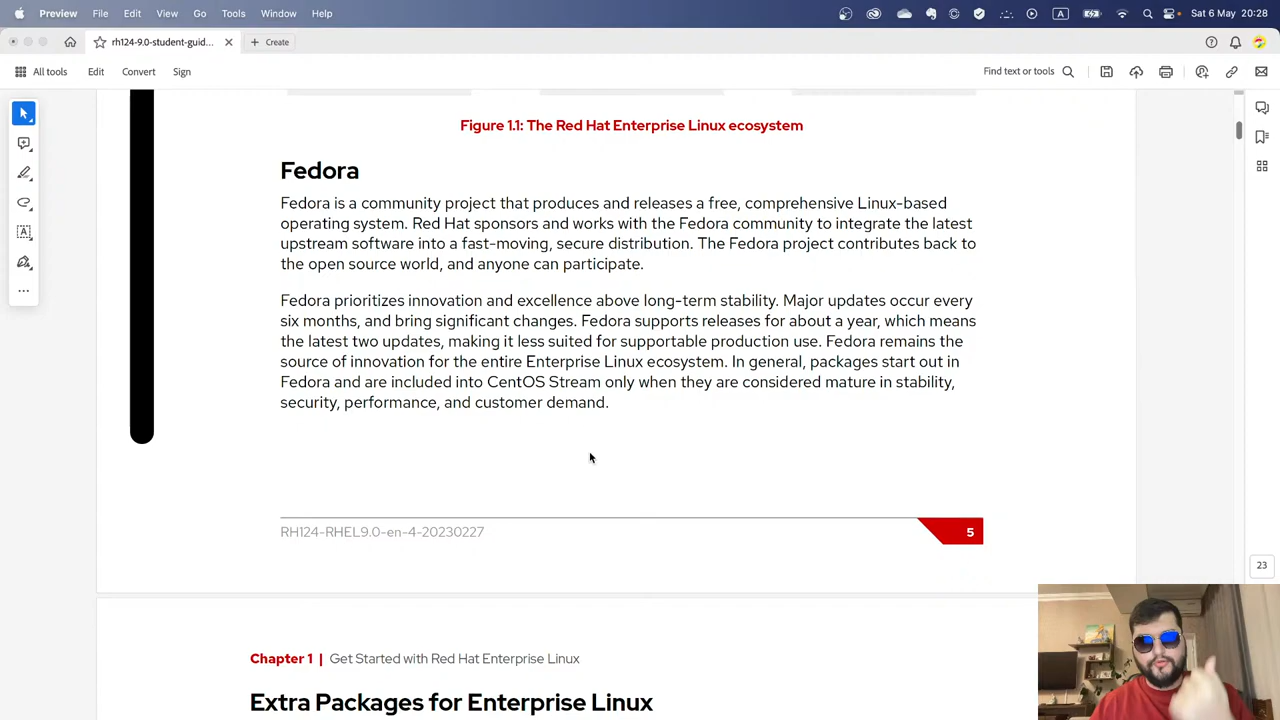 Preview File Edit View Go Tools Window Help
Sat 6 May 20:28
rh124-9.0-student-guid...
Create
All tools Edit Convert Sign
Find text or tools
Figure 1.1: The Red Hat Enterprise Linux ecosystem
Fedora
Fedora is a community project that produces and releases a free, comprehensive Linux-based
operating system. Red Hat sponsors and works with the Fedora community to integrate the latest
upstream software into a fast-moving, secure distribution. The Fedora project contributes back to
the open source world, and anyone can participate.
Fedora prioritizes innovation and excellence above long-term stability. Major updates occur every
six months, and bring significant changes. Fedora supports releases for about a year, which means
the latest two updates, making it less suited for supportable production use. Fedora remains the
source of innovation for the entire Enterprise Linux ecosystem. In general, packages start out in
Fedora and are included into CentOS Stream only when they are considered mature in stability,
security, performance, and customer demand.
RH124-RHEL9.0-en-4-20230227
5
23
Chapter 1 | Get Started with Red Hat Enterprise Linux
Extra Packages for Enterprise Linux